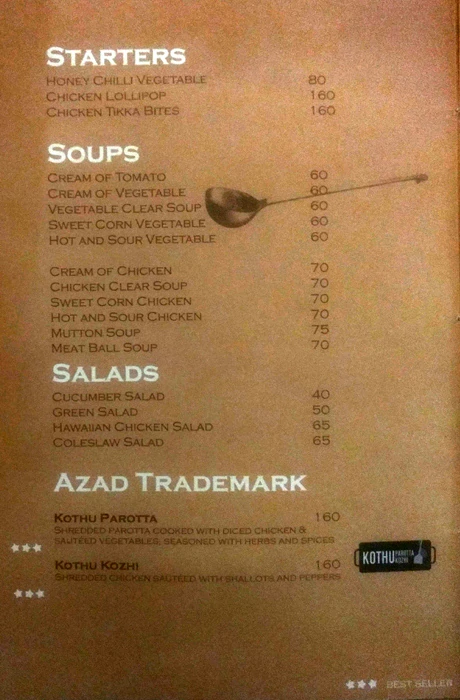 STARTERS
HONEY CHILLI VEGETABLE 80
CHICKEN LOLLIPOP 160
CHICKEN TIKKA BITES 160
SOUPS
CREAM OF TOMATO 60
CREAM OF VEGETABLE 60
VEGETABLE CLEAR SOUP 60
SWEET CORN VEGETABLE 60
HOT AND SOUR VEGETABLE 60
CREAM OF CHICKEN 70
CHICKEN CLEAR SOUP 70
SWEET CORN CHICKEN 70
HOT AND SOUR CHICKEN 70
MUTTON SOUP 75
MEAT BALL SOUP 70
SALADS
CUCUMBER SALAD 40
GREEN SALAD 50
HAWAIIAN CHICKEN SALAD 65
COLESLAW SALAD 65
AZAD TRADEMARK
KOTHU PAROTTA 160
SHREDDED PAROTTA COOKED WITH DICED CHICKEN &
SAUTÉED VEGETABLES, SEASONED WITH HERBS AND SPICES
KOTHU PAROTTA KOZHI
KOTHU KOZHI 160
SHREDDED CHICKEN SAUTÉED WITH SHALLOTS AND PEPPERS
BEST SELLER